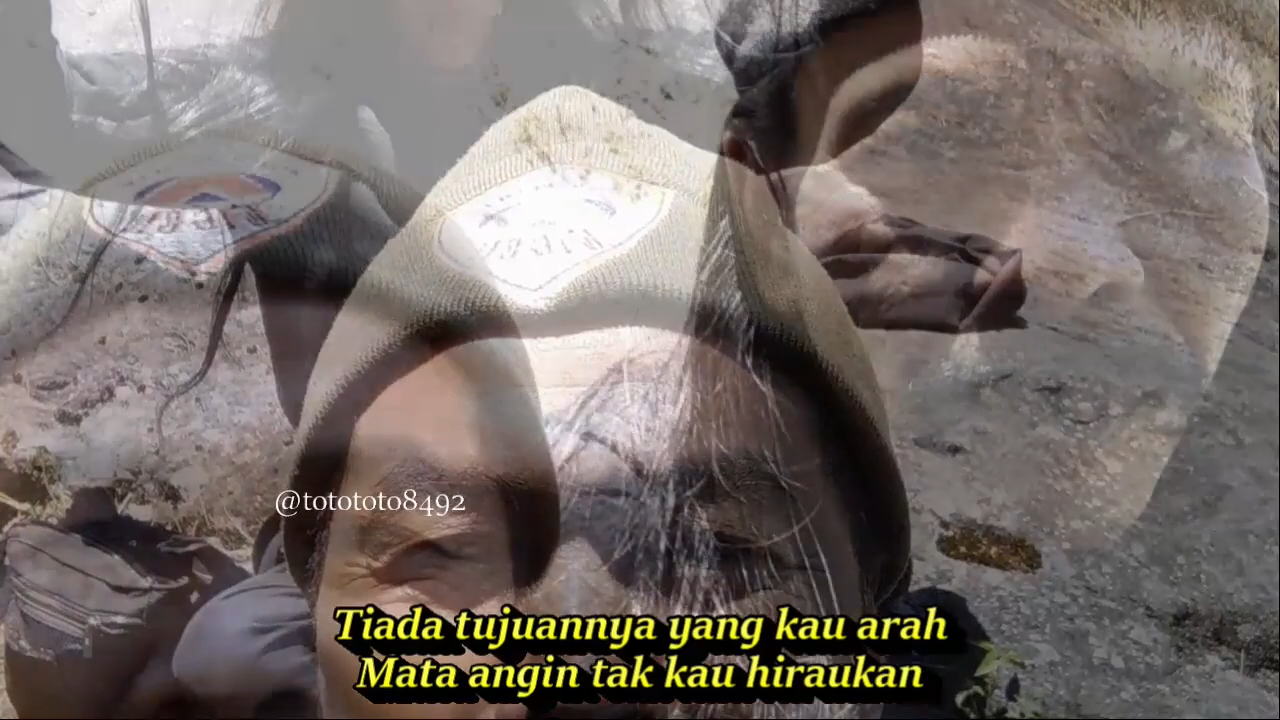 @totototo8492
Tiada tujuannya yang kau arah
Mata angin tak kau hiraukan